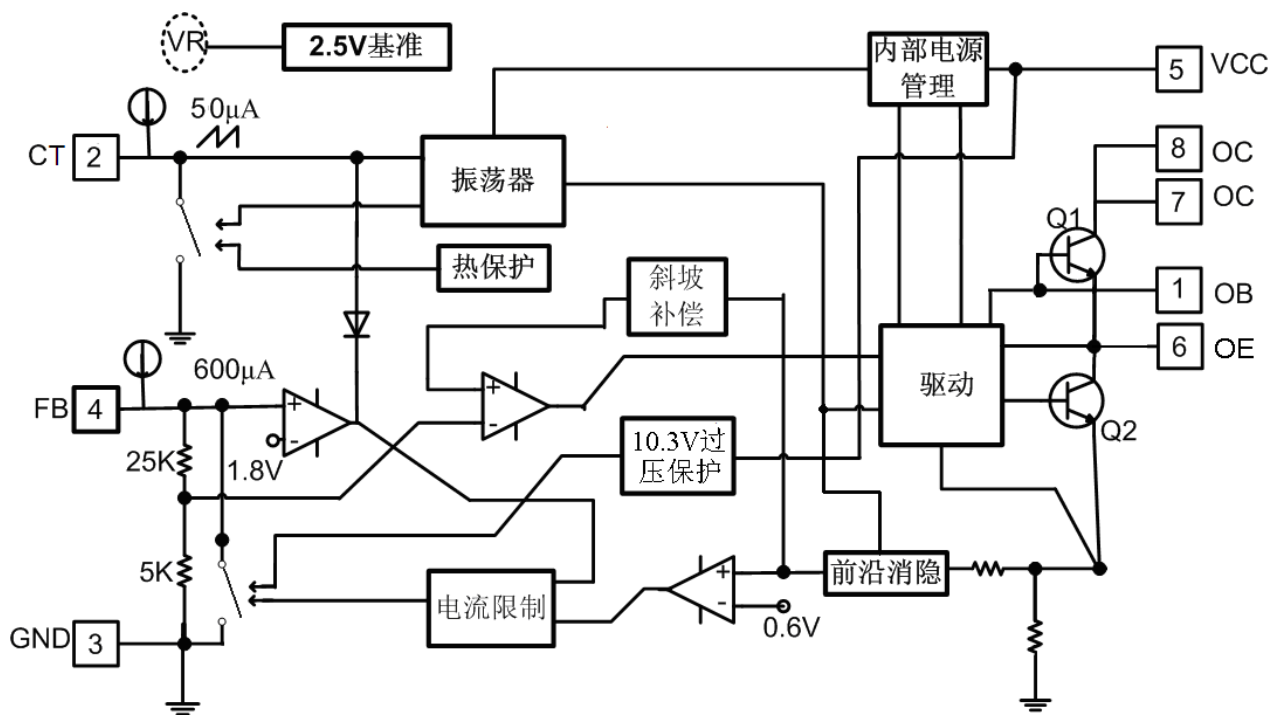 VR
2.5V基准
内部电源
管理
5
VCC
50μA
CT
2
振荡器
8
OC
7
OC
Q1
热保护
斜坡
补偿
1
OB
6
OE
600μA
驱动
FB
4
+
-
+
-
Q2
25K
1.8V
10.3V过
压保护
5K
电流限制
+
-
前沿消隐
0.6V
GND
3